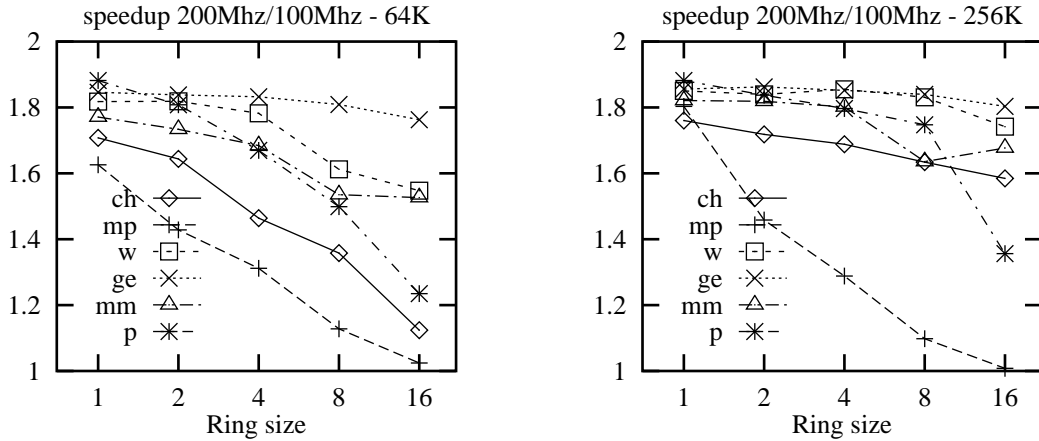 speedup 200Mhz/100Mhz - 64K
2
1.8
1.6
1.4
1.2
1
ch
mp
w
ge
mm
p
1 2 4 8 16
Ring size
speedup 200Mhz/100Mhz - 256K
2
1.8
1.6
1.4
1.2
1
ch
mp
w
ge
mm
p
1 2 4 8 16
Ring size